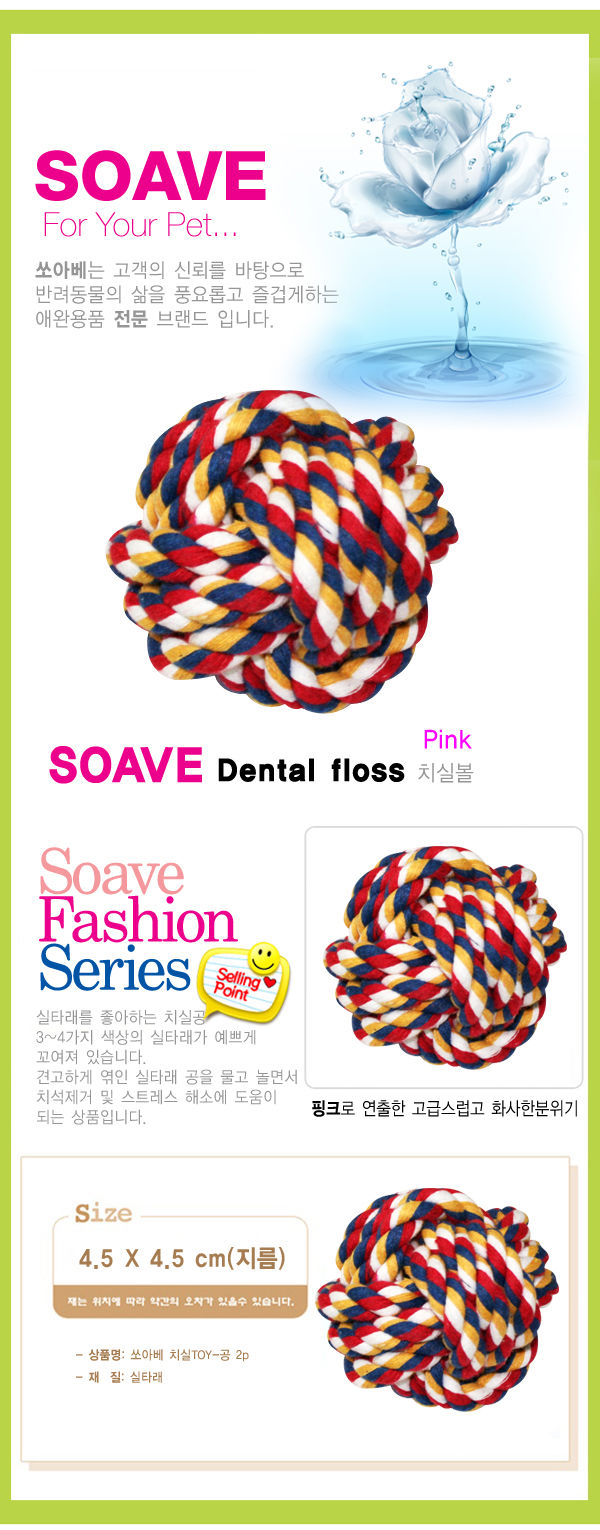 SOAVE
For Your Pet...
쏘아베는 고객의 신뢰를 바탕으로
반려동물의 삶을 풍요롭고 즐겁게하는
애완용품 전문 브랜드 입니다.
Pink
SOAVE Dental floss 치실볼
Soave
Fashion
Series
Selling
Point
실타래를 좋아하는 치실공
3~4가지 색상의 실타래가 예쁘게
꼬여져 있습니다.
견고하게 엮인 실타래 공을 물고 놀면서
치석제거 및 스트레스 해소에 도움이
되는 상품입니다.
핑크로 연출한 고급스럽고 화사한분위기
Size
4.5 X 4.5 cm(지름)
재는 위치에 따라 약간의 오차가 있을수 있습니다.
- 상품명: 쏘아베 치실TOY-공 2p
- 재 질: 실타래